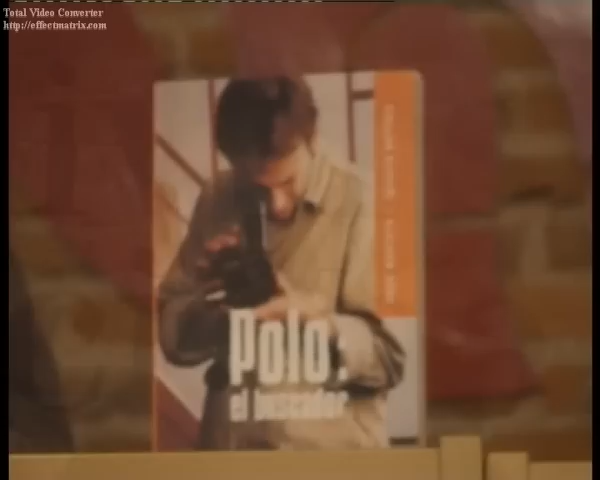 Total Video Converter
http://effectmatrix.com
Polo:
el buscador